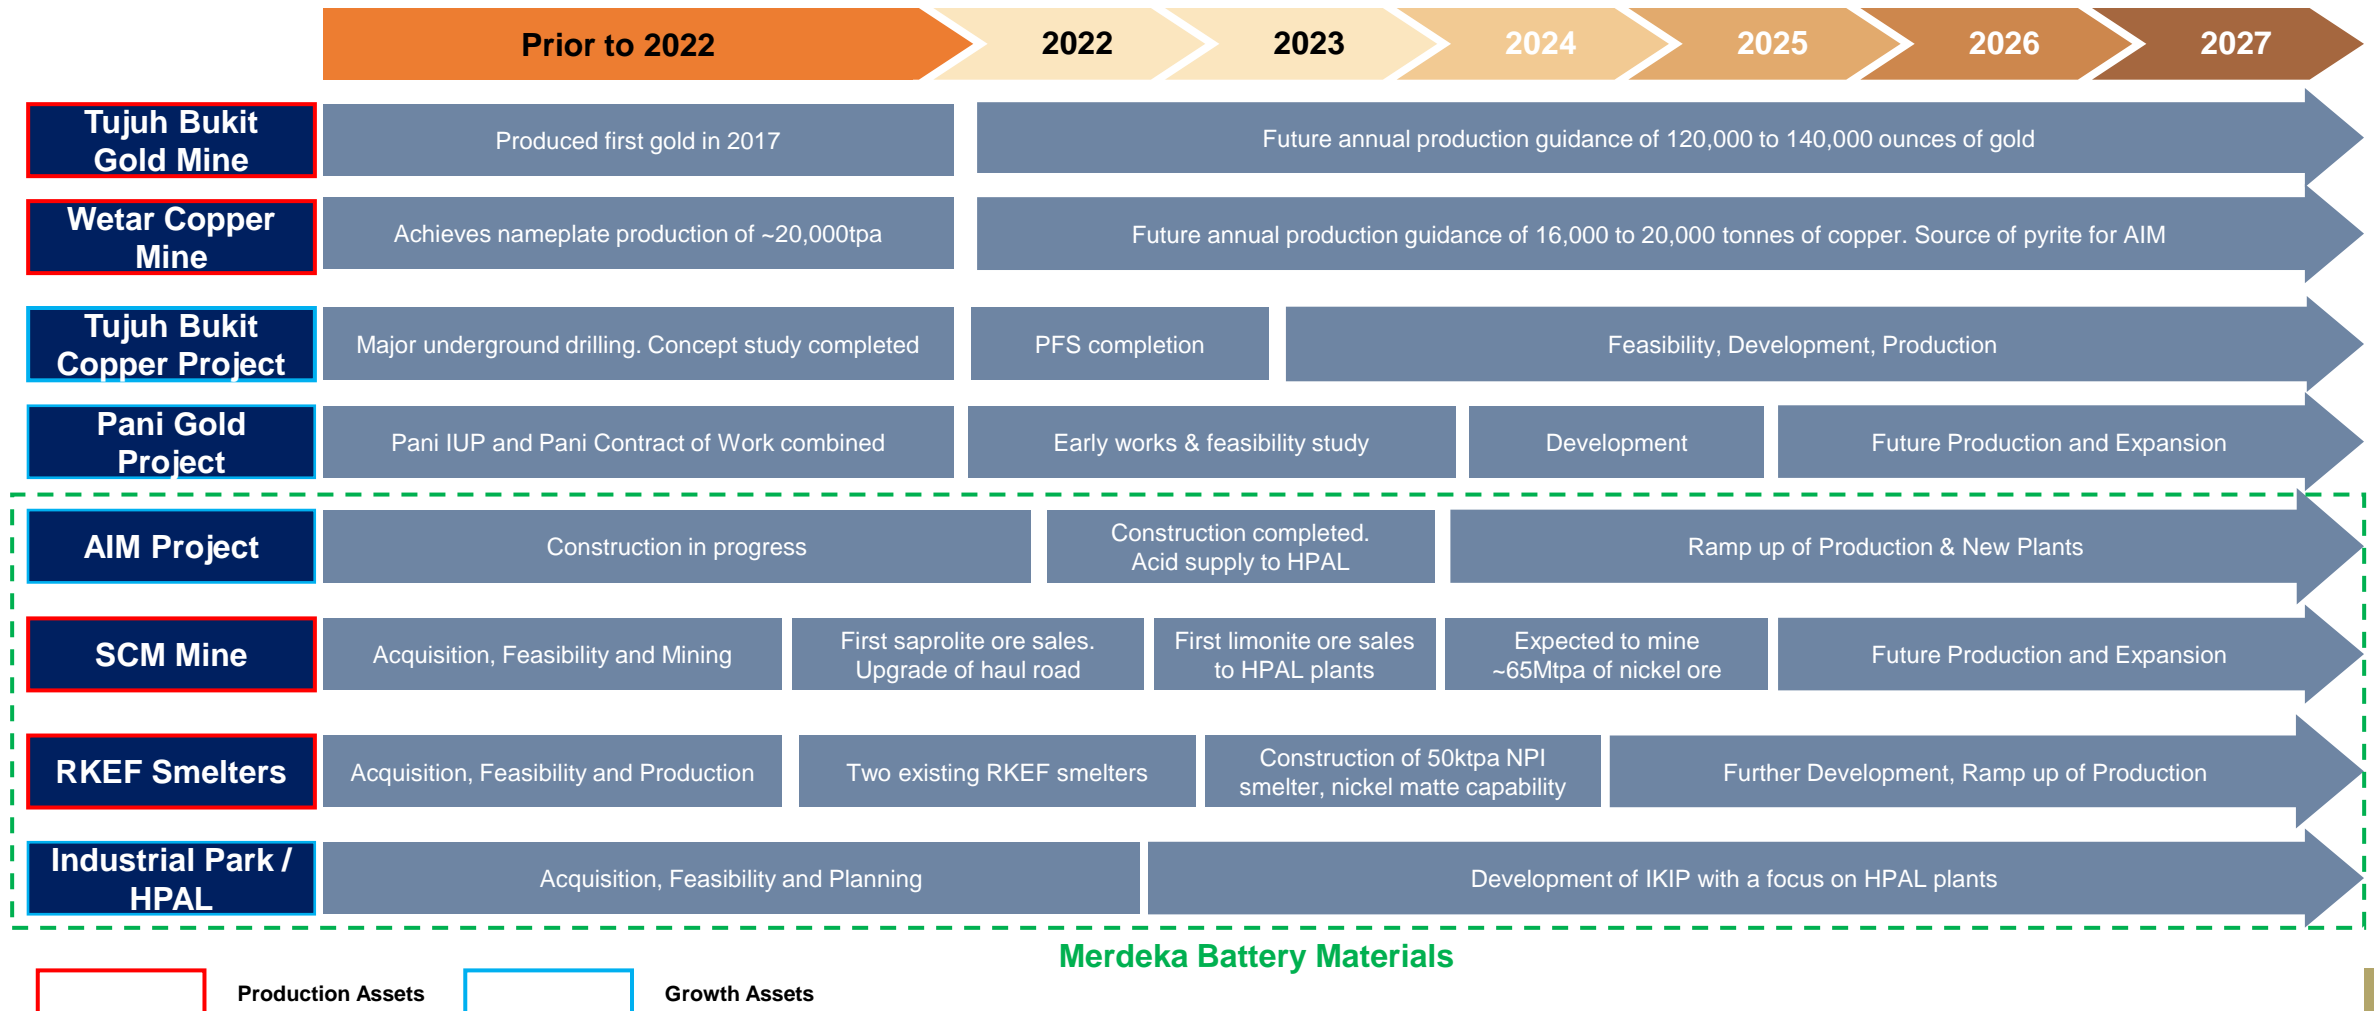 Prior to 2022
2022
2023
2024
2025
2026
2027
Tujuh Bukit
Gold Mine
Produced first gold in 2017
Future annual production guidance of 120,000 to 140,000 ounces of gold
Wetar Copper
Mine
Achieves nameplate production of ~20,000tpa
Future annual production guidance of 16,000 to 20,000 tonnes of copper. Source of pyrite for AIM
Tujuh Bukit
Copper Project
Major underground drilling. Concept study completed
PFS completion
Feasibility, Development, Production
Pani Gold
Project
Pani IUP and Pani Contract of Work combined
Early works & feasibility study
Development
Future Production and Expansion
AIM Project
Construction in progress
Construction completed.
Acid supply to HPAL
Ramp up of Production & New Plants
SCM Mine
Acquisition, Feasibility and Mining
First saprolite ore sales.
Upgrade of haul road
First limonite ore sales
to HPAL plants
Expected to mine
~65Mtpa of nickel ore
Future Production and Expansion
RKEF Smelters
Acquisition, Feasibility and Production
Two existing RKEF smelters
Construction of 50ktpa NPI
smelter, nickel matte capability
Further Development, Ramp up of Production
Industrial Park /
HPAL
Acquisition, Feasibility and Planning
Development of IKIP with a focus on HPAL plants
Merdeka Battery Materials
Production Assets
Growth Assets